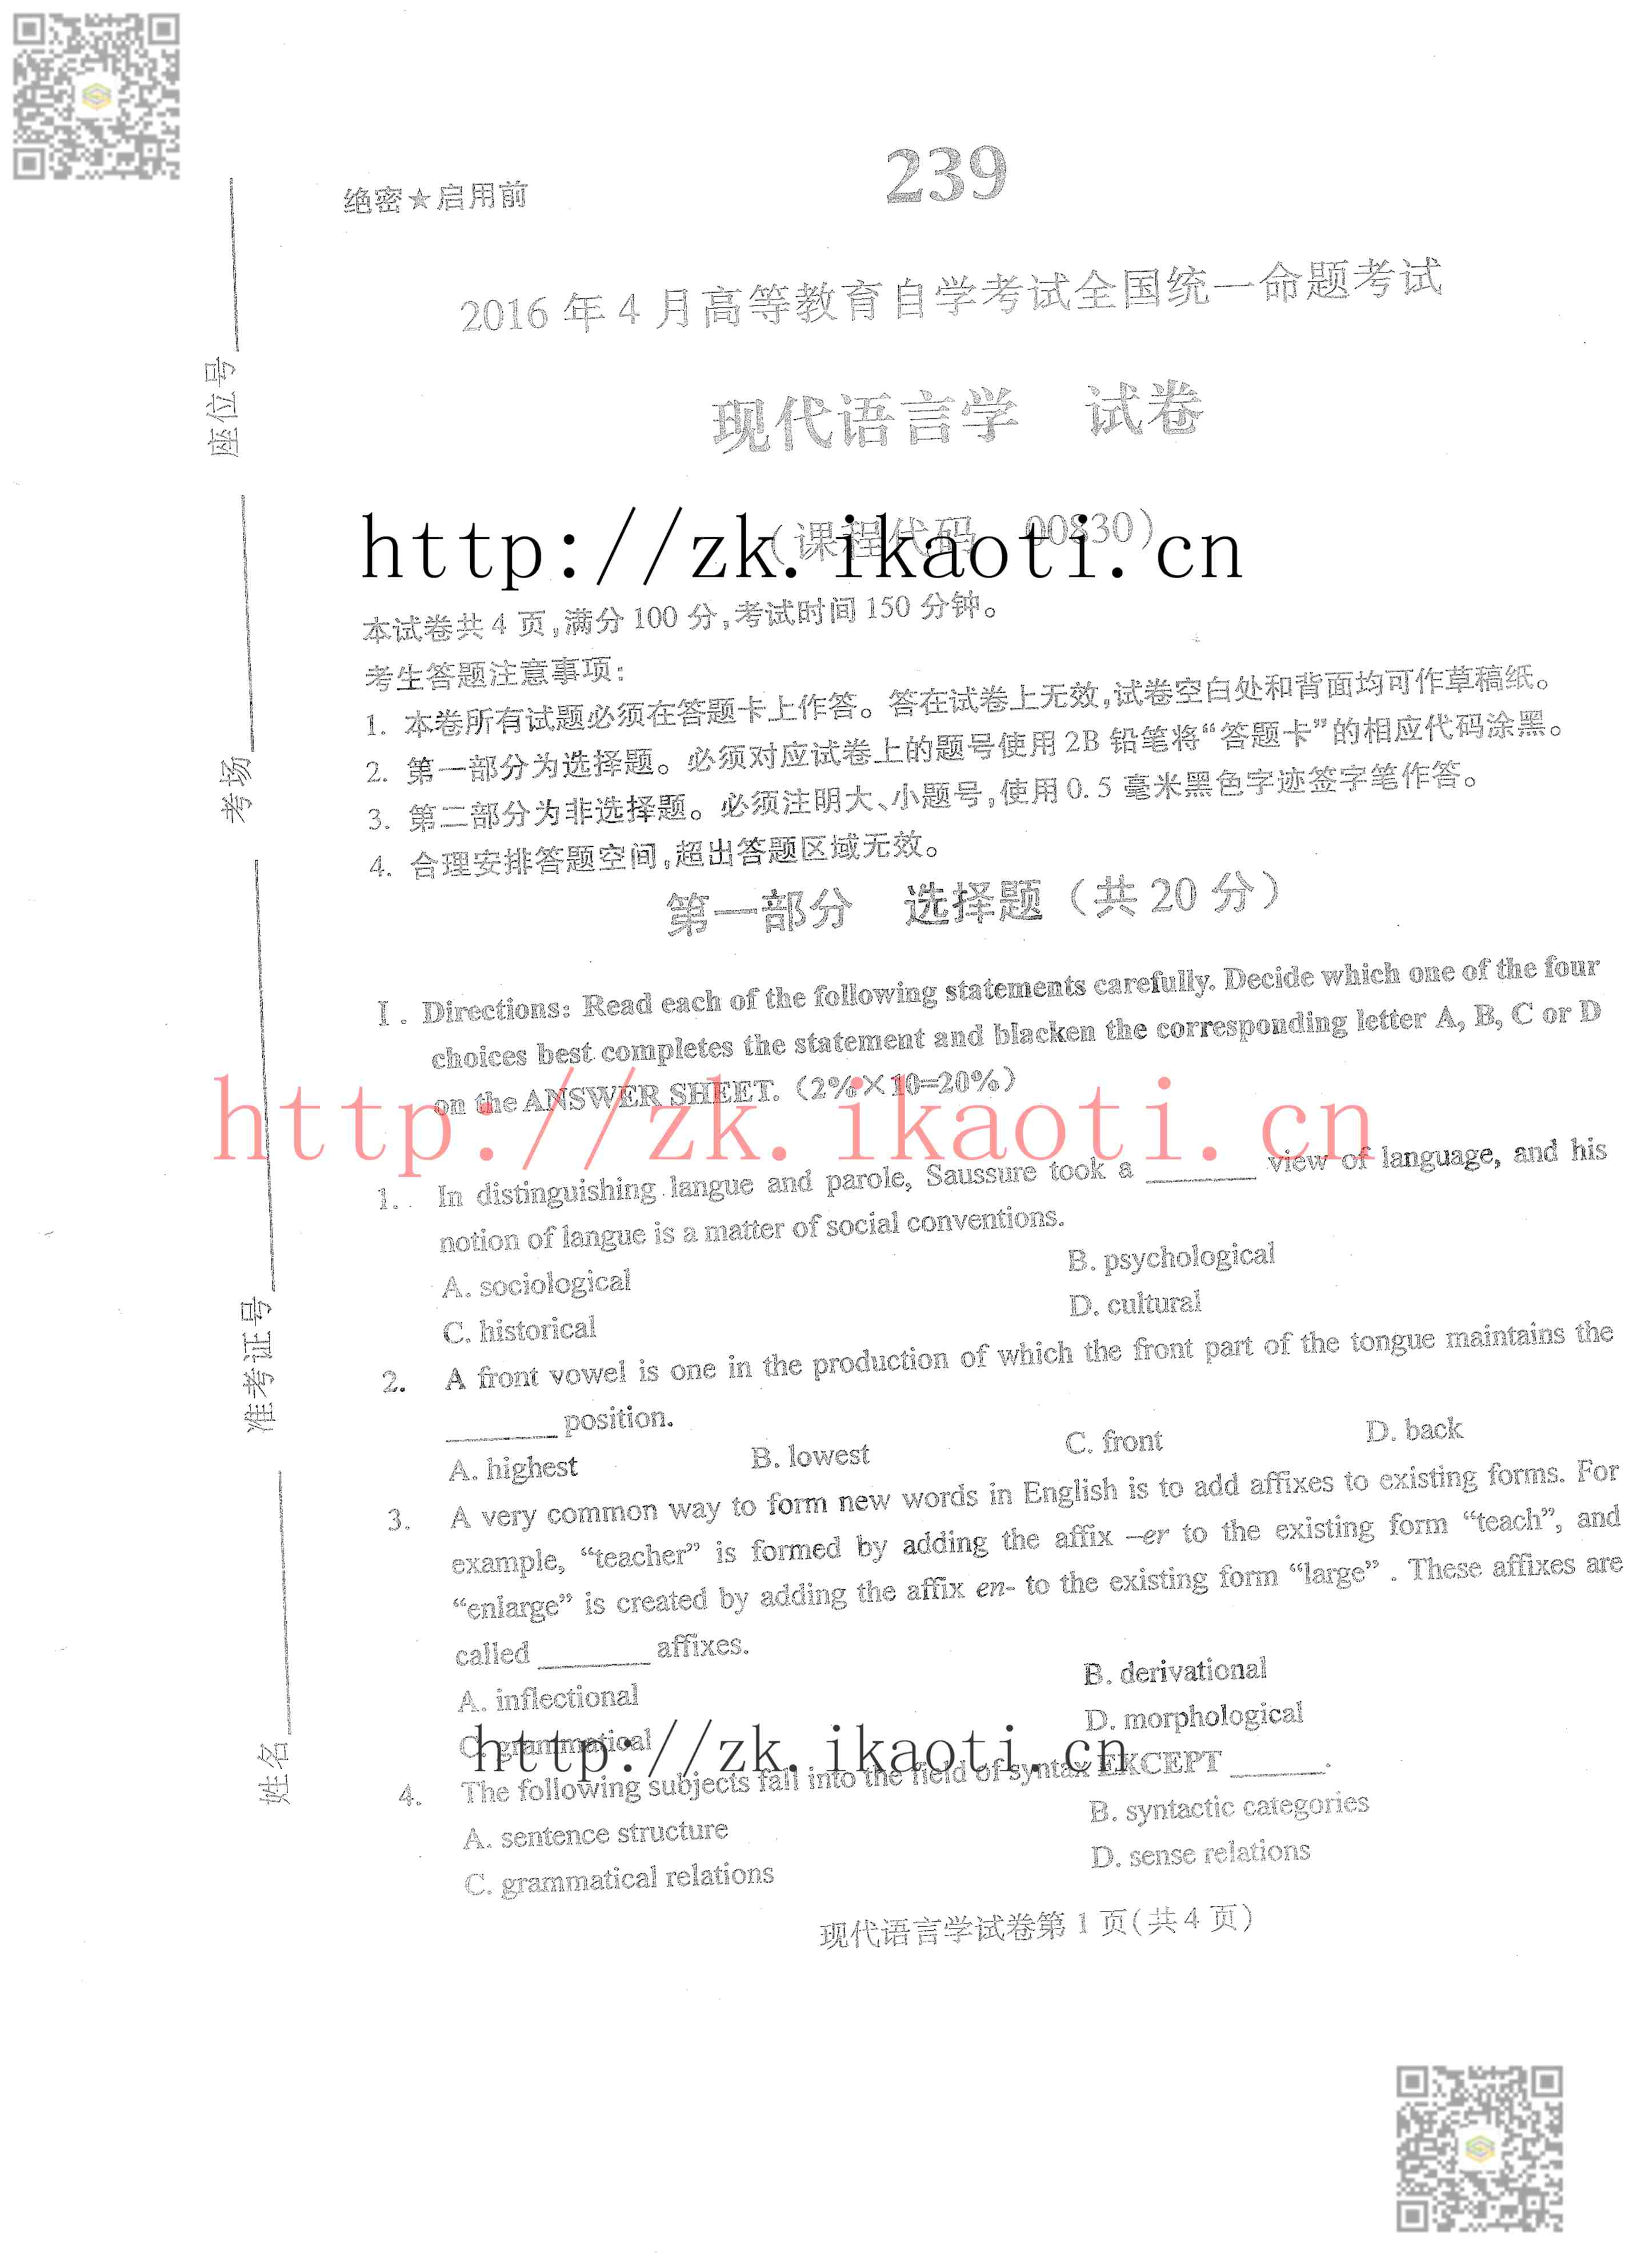 239
绝密★启用前
2016 年 4 月高等教育自学考试全国统一命题考试
现代语言学 试卷
(课程代码 00830)
http://zk.ikaoti.cn
本试卷共 4 页,满分 100 分,考试时间 150 分钟。
考生答题注意事项:
1. 本卷所有试题必须在答题卡上作答。答在试卷上无效,试卷空白处和背面均可作草稿纸。
2. 第一部分为选择题。必须对应试卷上的题号使用 2B 铅笔将“答题卡”的相应代码涂黑。
3. 第二部分为非选择题。必须注明大、小题号,使用 0.5 毫米黑色字迹签字笔作答。
4. 合理安排答题空间,超出答题区域无效。
第一部分 选择题(共 20 分)
I. Directions: Read each of the following statements carefully. Decide which one of the four
choices best completes the statement and blacken the corresponding letter A, B, C or D
on the ANSWER SHEET.(2%×10=20%)
http://zk.ikaoti.cn
1. In distinguishing langue and parole, Saussure took a ______ view of language, and his
notion of langue is a matter of social conventions.
A. sociological B. psychological
C. historical D. cultural
2. A front vowel is one in the production of which the front part of the tongue maintains the
______ position.
A. highest B. lowest C. front D. back
3. A very common way to form new words in English is to add affixes to existing forms. For
example, “teacher” is formed by adding the affix –er to the existing form “teach”, and
“enlarge” is created by adding the affix en- to the existing form “large” . These affixes are
called ______ affixes.
A. inflectional B. derivational
C. grammatical D. morphological
http://zk.ikaoti.cn
4. The following subjects fall into the field of syntax EXCEPT ______.
A. sentence structure B. syntactic categories
C. grammatical relations D. sense relations
现代语言学试卷第 1 页(共 4 页)
座位号
考场
准考证号
姓名